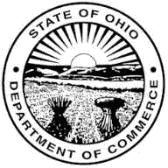 STATE OF OHIO
DEPARTMENT OF COMMERCE